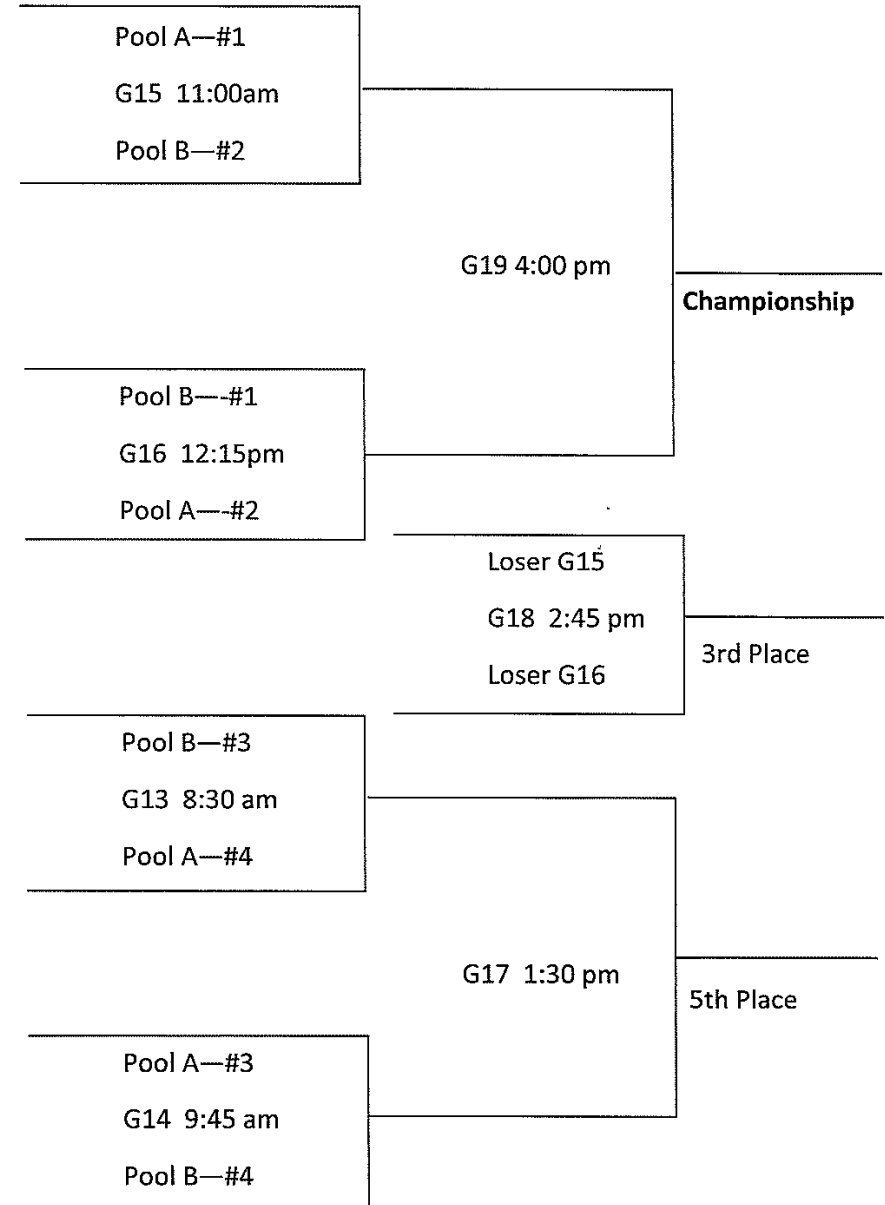 Pool A—#1
G15 11:00am
Pool B—#2
G19 4:00 pm
Championship
Pool B—-#1
G16 12:15pm
Pool A—-#2
Loser G15
G18 2:45 pm
Loser G16
3rd Place
Pool B—#3
G13 8:30 am
Pool A—#4
G17 1:30 pm
5th Place
Pool A—#3
G14 9:45 am
Pool B—#4